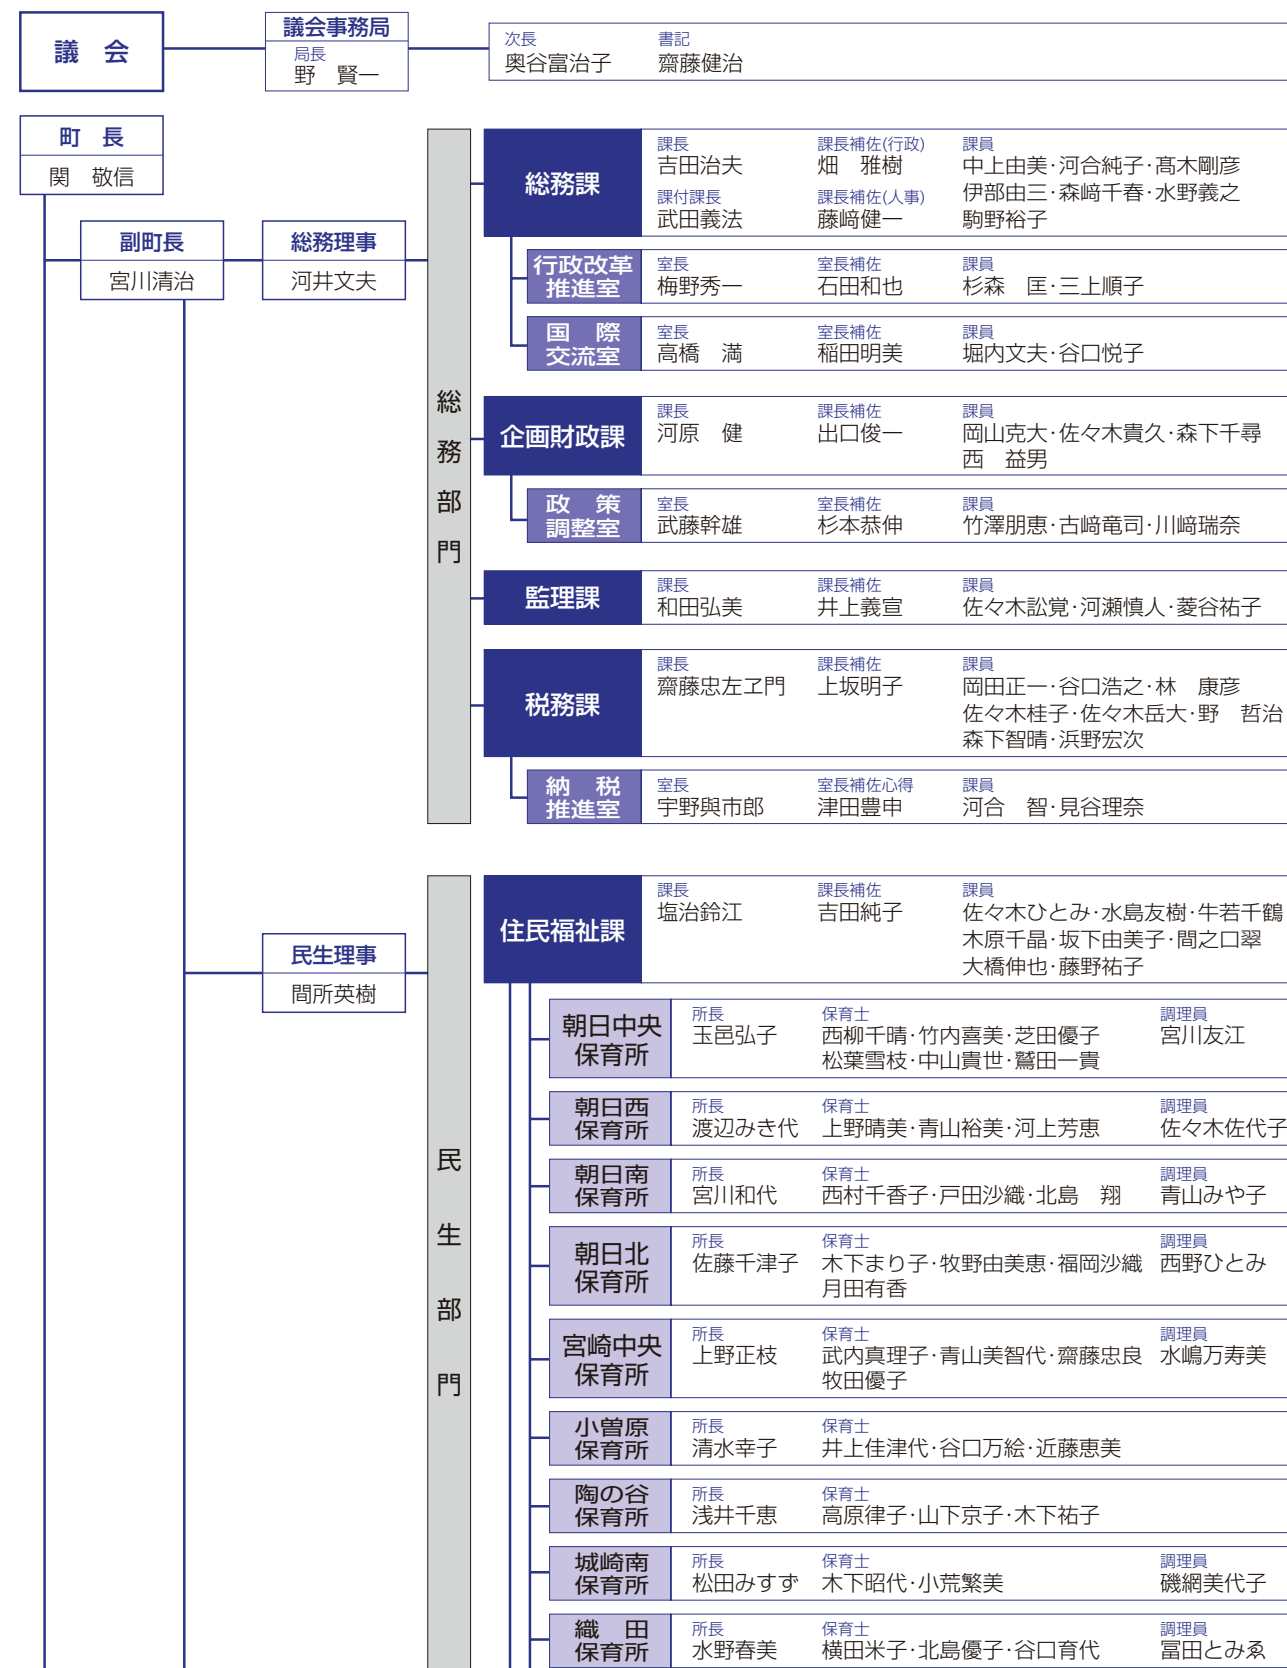 議　会
議会事務局
局長
野　賢一
次長　書記
奥谷富治子　齋藤健治
町　長
関　敬信
副町長
宮川清治
総務理事
河井文夫
総務部門
総務課
課長　課長補佐(行政)　課員
吉田治夫　畑　雅樹　中上由美･河合純子･髙木剛彦
伊部由三･森﨑千春･水野義之
課付課長　課長補佐(人事)
武田義法　藤﨑健一　駒野裕子
行政改革
推進室
室長　室長補佐　課員
梅野秀一　石田和也　杉森　匡･三上順子
国　際
交流室
室長　室長補佐　課員
高橋　満　稲田明美　堀内文夫･谷口悦子
企画財政課
課長　課長補佐　課員
河原　健　出口俊一　岡山克大･佐々木貴久･森下千尋
西　益男
政　策
調整室
室長　室長補佐　課員
武藤幹雄　杉本恭伸　竹澤朋恵･古﨑竜司･川﨑瑞奈
監理課
課長　課長補佐　課員
和田弘美　井上義宣　佐々木訟覚･河瀬慎人･菱谷祐子
税務課
課長　課長補佐　課員
齋藤忠左ヱ門　上坂明子　岡田正一･谷口浩之･林　康彦
佐々木桂子･佐々木岳大･野　哲治
森下智晴･浜野宏次
納　税
推進室
室長　室長補佐心得　課員
宇野與市郎　津田豊申　河合　智･見谷理奈
民生理事
間所英樹
民生部門
住民福祉課
課長　課長補佐　課員
塩治鈴江　吉田純子　佐々木ひとみ･水島友樹･牛若千鶴
木原千晶･坂下由美子･間之口翠
大橋伸也･藤野祐子
朝日中央
保育所
所長　保育士　調理員
玉邑弘子　西柳千晴･竹内喜美･芝田優子　宮川友江
松葉雪枝･中山貴世･鷲田一貴
朝日西
保育所
所長　保育士　調理員
渡辺みき代　上野晴美･青山裕美･河上芳恵　佐々木佐代子
朝日南
保育所
所長　保育士　調理員
宮川和代　西村千香子･戸田沙織･北島　翔　青山みや子
朝日北
保育所
所長　保育士　調理員
佐藤千津子　木下まり子･牧野由美恵･福岡沙織　西野ひとみ
月田有香
宮崎中央
保育所
所長　保育士　調理員
上野正枝　武内真理子･青山美智代･齋藤忠良　水嶋万寿美
牧田優子
小曽原
保育所
所長　保育士
清水幸子　井上佳津代･谷口万絵･近藤恵美
陶の谷
保育所
所長　保育士
浅井千恵　高原律子･山下京子･木下祐子
城崎南
保育所
所長　保育士　調理員
松田みすず　木下昭代･小荒繁美　磯網美代子
織　田
保育所
所長　保育士　調理員
水野春美　横田米子･北島優子･谷口育代　冨田とみゑ